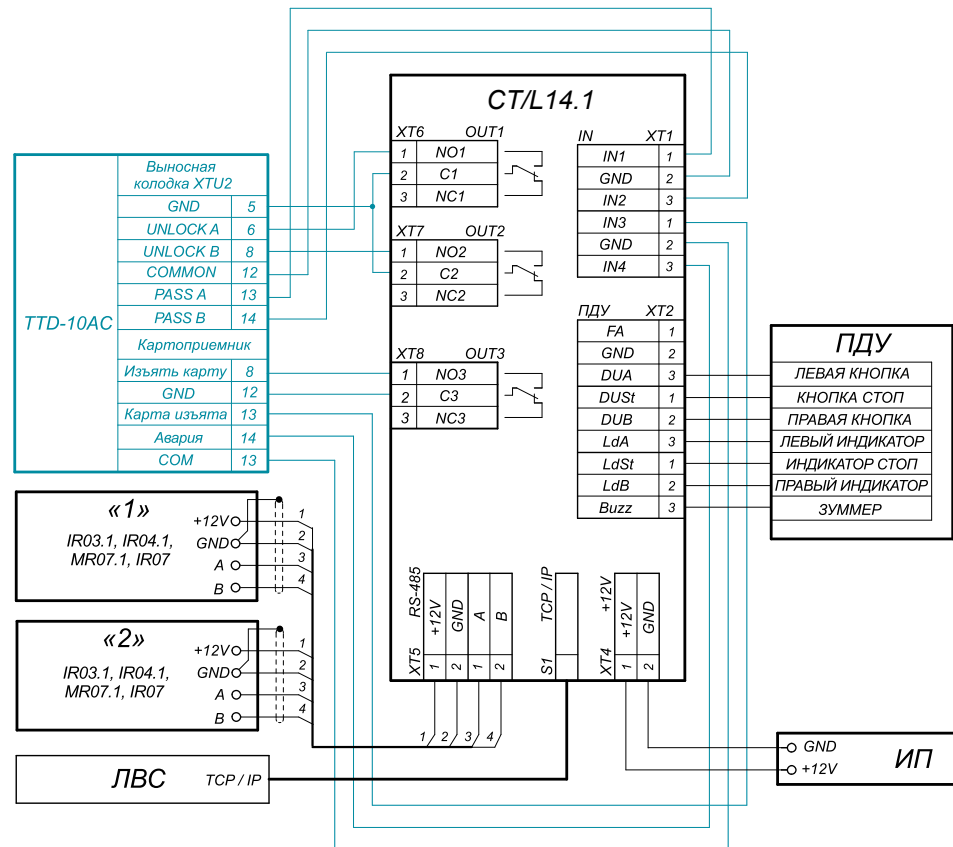 CT/L14.1
XT6 OUT1
1 NO1
2 C1
3 NC1
XT7 OUT2
1 NO2
2 C2
3 NC2
XT8 OUT3
1 NO3
2 C3
3 NC3
IN XT1
IN1 1
GND 2
IN2 3
IN3 1
GND 2
IN4 3
ПДУ XT2
FA 1
GND 2
DUA 3
DUSt 1
DUB 2
LdA 3
LdSt 1
LdB 2
Buzz 3
TTD-10AC
Выносная
колодка XTU2
GND 5
UNLOCK A 6
UNLOCK B 8
COMMON 12
PASS A 13
PASS B 14
Картоприемник
Изъять карту 8
GND 12
Карта изъята 13
Авария 14
COM 13
ПДУ
ЛЕВАЯ КНОПКА
КНОПКА СТОП
ПРАВАЯ КНОПКА
ЛЕВЫЙ ИНДИКАТОР
ИНДИКАТОР СТОП
ПРАВЫЙ ИНДИКАТОР
ЗУММЕР
«1»
IR03.1, IR04.1,
MR07.1, IR07
+12V 1
GND 2
A 3
B 4
«2»
IR03.1, IR04.1,
MR07.1, IR07
+12V 1
GND 2
A 3
B 4
XT5 RS-485
1 +12V
2 GND
1 A
2 B
1 2 3 4
S1 TCP / IP
XT4 +12V
1 +12V
2 GND
ЛВС TCP / IP
ИП
GND
+12V